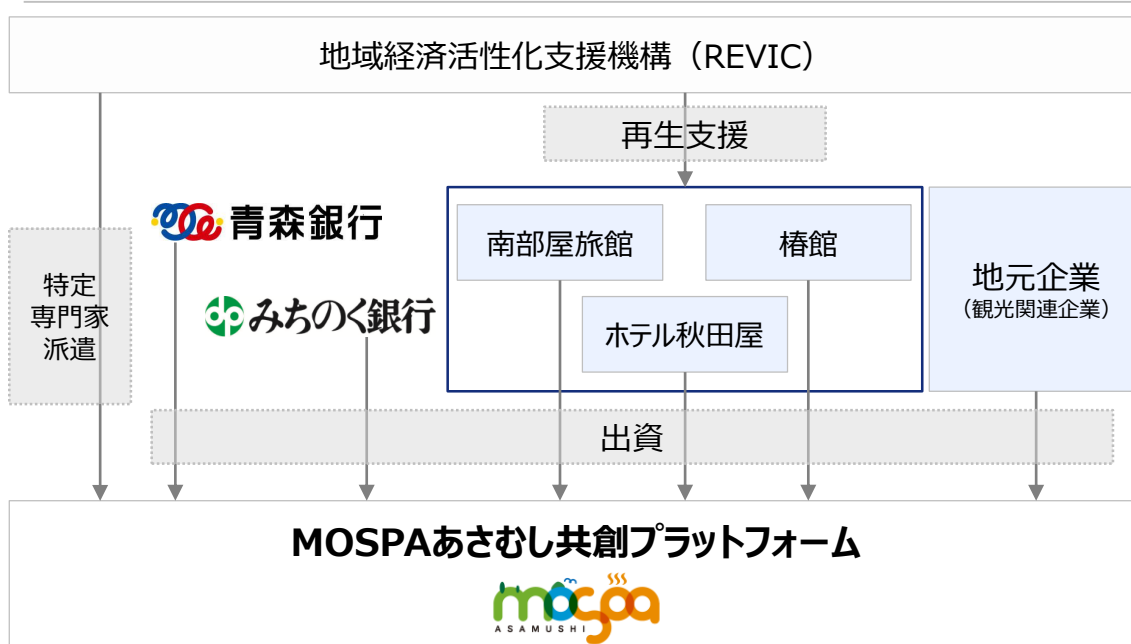 地域経済活性化支援機構（REVIC）
再生支援
特定
専門家
派遣
青森銀行
みちのく銀行
南部屋旅館
椿館
ホテル秋田屋
地元企業
（観光関連企業）
出資
MOSPAあさむし共創プラットフォーム
mospa
ASAMUSHI